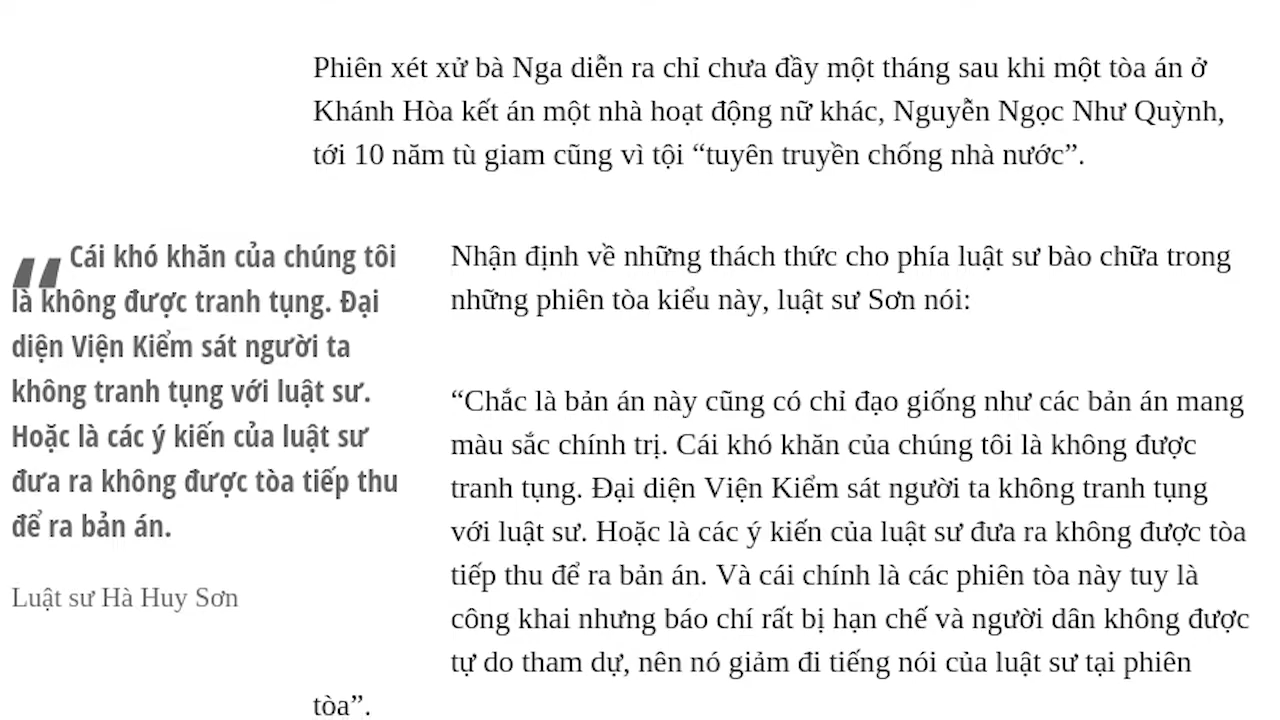 Phiên xét xử bà Nga diễn ra chỉ chưa đầy một tháng sau khi một tòa án ở
Khánh Hòa kết án một nhà hoạt động nữ khác, Nguyễn Ngọc Như Quỳnh,
tới 10 năm tù giam cũng vì tội “tuyên truyền chống nhà nước”.
“ Cái khó khăn của chúng tôi
là không được tranh tụng. Đại
diện Viện Kiểm sát người ta
không tranh tụng với luật sư.
Hoặc là các ý kiến của luật sư
đưa ra không được tòa tiếp thu
để ra bản án.
Luật sư Hà Huy Sơn
Nhận định về những thách thức cho phía luật sư bào chữa trong
những phiên tòa kiểu này, luật sư Sơn nói:
“Chắc là bản án này cũng có chỉ đạo giống như các bản án mang
màu sắc chính trị. Cái khó khăn của chúng tôi là không được
tranh tụng. Đại diện Viện Kiểm sát người ta không tranh tụng
với luật sư. Hoặc là các ý kiến của luật sư đưa ra không được tòa
tiếp thu để ra bản án. Và cái chính là các phiên tòa này tuy là
công khai nhưng báo chí rất bị hạn chế và người dân không được
tự do tham dự, nên nó giảm đi tiếng nói của luật sư tại phiên
tòa”.